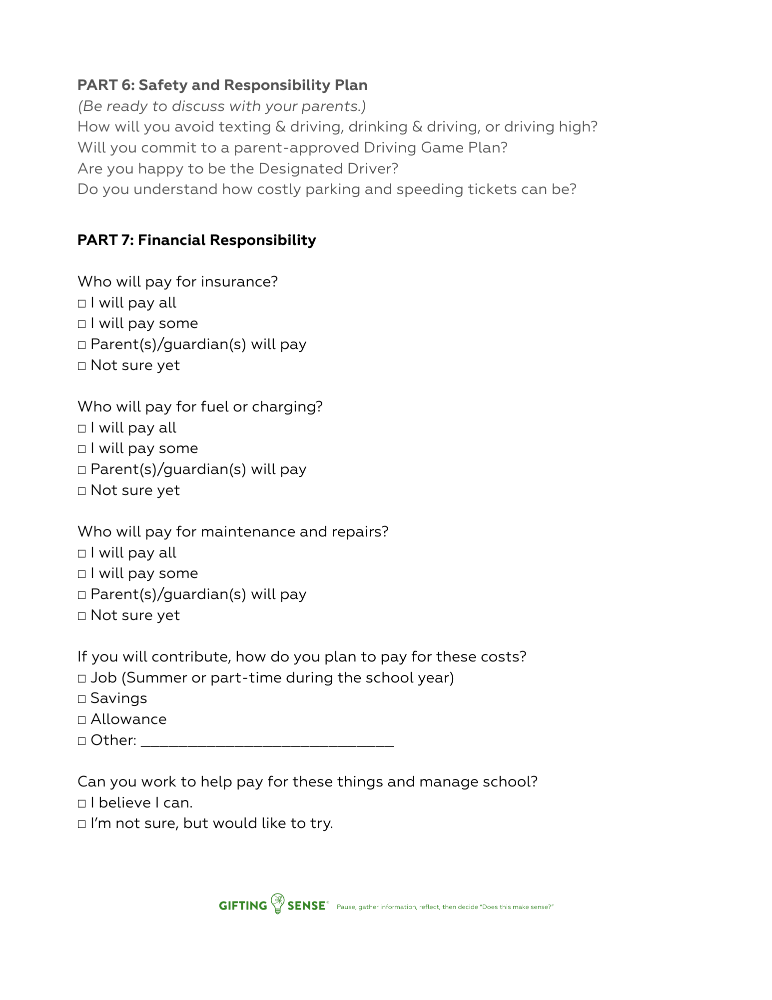 PART 6: Safety and Responsibility Plan
(Be ready to discuss with your parents.)
How will you avoid texting & driving, drinking & driving, or driving high?
Will you commit to a parent-approved Driving Game Plan?
Are you happy to be the Designated Driver?
Do you understand how costly parking and speeding tickets can be?
PART 7: Financial Responsibility
Who will pay for insurance?
□ I will pay all
□ I will pay some
□ Parent(s)/guardian(s) will pay
□ Not sure yet
Who will pay for fuel or charging?
□ I will pay all
□ I will pay some
□ Parent(s)/guardian(s) will pay
□ Not sure yet
Who will pay for maintenance and repairs?
□ I will pay all
□ I will pay some
□ Parent(s)/guardian(s) will pay
□ Not sure yet
If you will contribute, how do you plan to pay for these costs?
□ Job (Summer or part-time during the school year)
□ Savings
□ Allowance
□ Other: ___________________________
Can you work to help pay for these things and manage school?
□ I believe I can.
□ I’m not sure, but would like to try.
GIFTING SENSE® Pause, gather information, reflect, then decide “Does this make sense?”